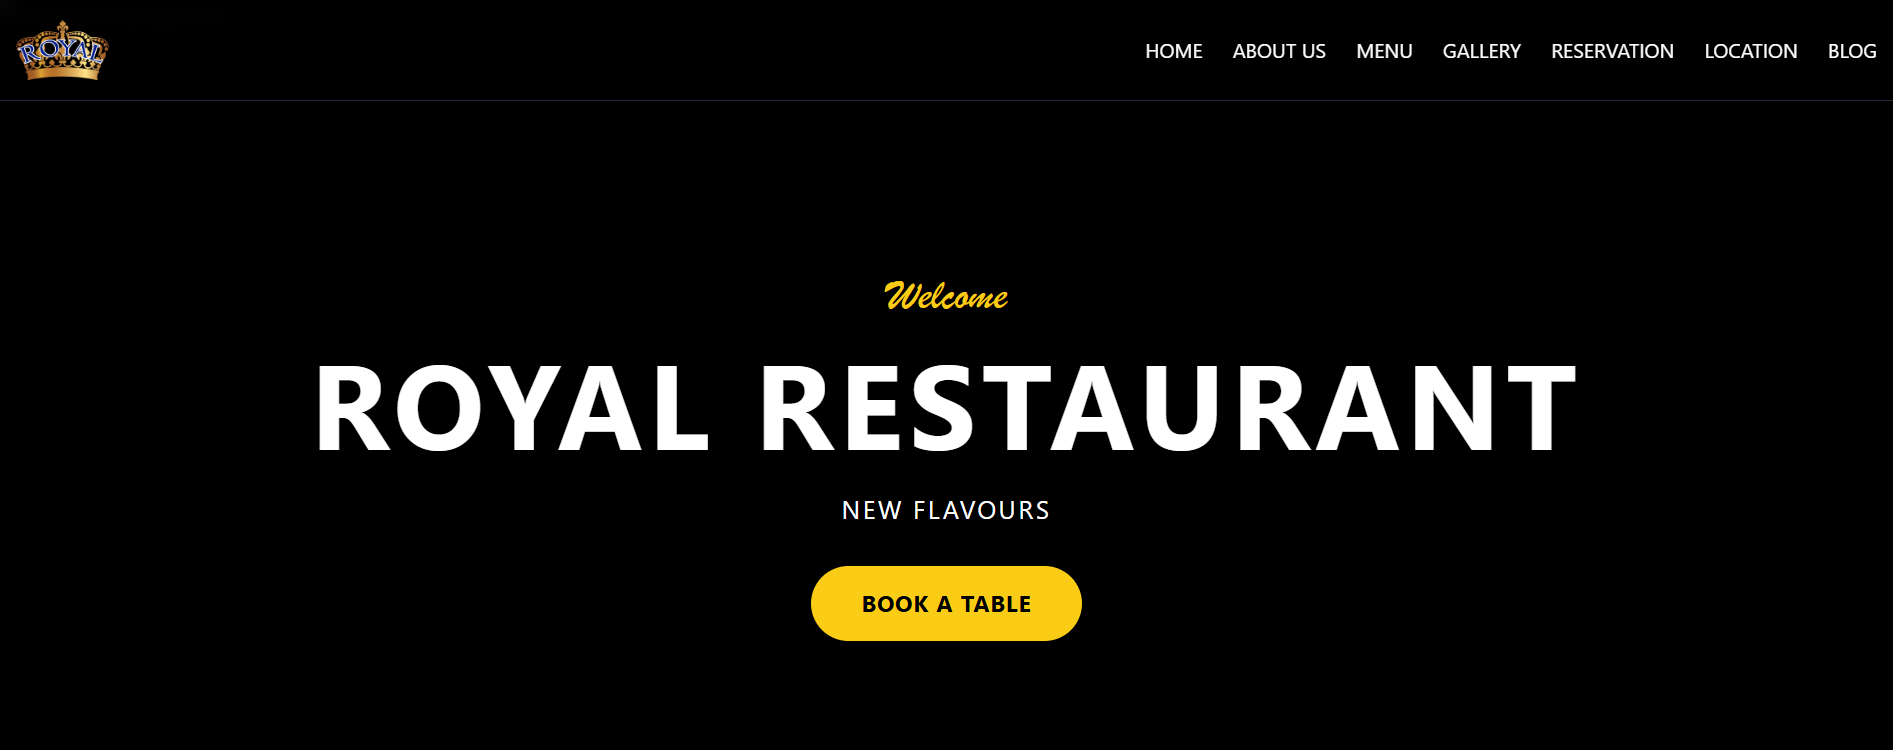 ROYAL
HOME ABOUT US MENU GALLERY RESERVATION LOCATION BLOG
Welcome
ROYAL RESTAURANT
NEW FLAVOURS
BOOK A TABLE